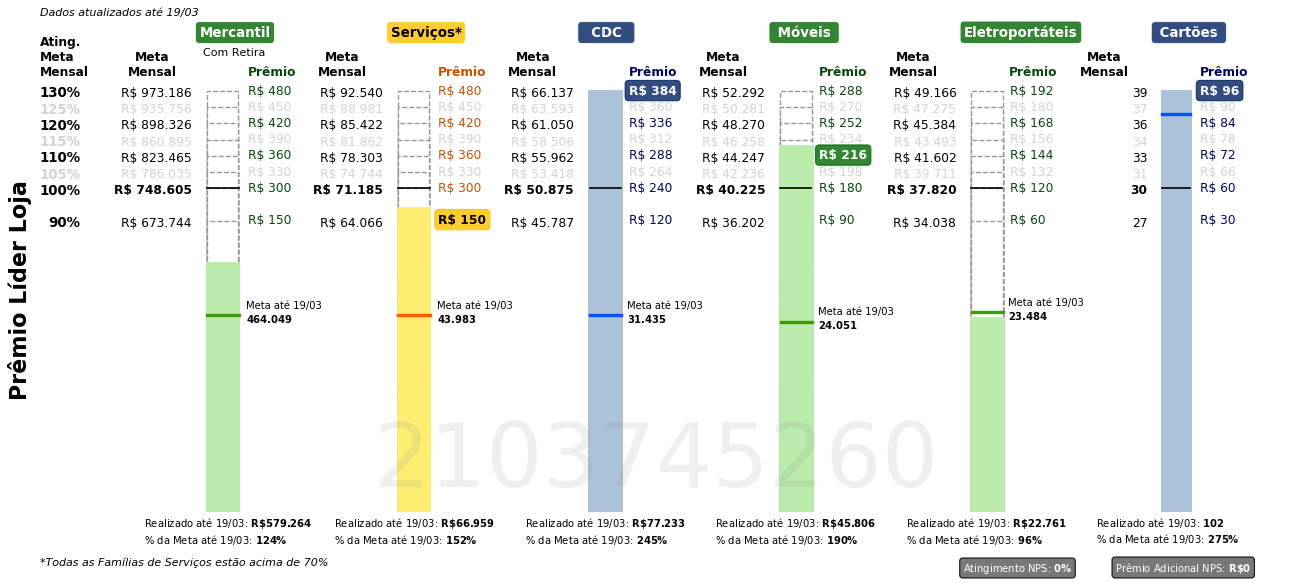 Dados atualizados até 19/03
Mercantil Serviços* CDC Móveis Eletroportáteis Cartões
Com Retira
Ating. Meta Mensal Meta Mensal Prêmio Meta Mensal Prêmio Meta Mensal Prêmio Meta Mensal Prêmio Meta Mensal Prêmio Meta Mensal Prêmio
130% R$ 973.186 R$ 480 R$ 92.540 R$ 480 R$ 66.137 R$ 384 R$ 52.292 R$ 288 R$ 49.166 R$ 192 39 R$ 96
125% R$ 935.756 R$ 450 R$ 88.981 R$ 450 R$ 63.593 R$ 360 R$ 50.281 R$ 270 R$ 47.275 R$ 180 37 R$ 90
120% R$ 898.326 R$ 420 R$ 85.422 R$ 420 R$ 61.050 R$ 336 R$ 48.270 R$ 252 R$ 45.384 R$ 168 36 R$ 84
115% R$ 860.895 R$ 390 R$ 81.862 R$ 390 R$ 58.506 R$ 312 R$ 46.258 R$ 234 R$ 43.493 R$ 156 34 R$ 78
110% R$ 823.465 R$ 360 R$ 78.303 R$ 360 R$ 55.962 R$ 288 R$ 44.247 R$ 216 R$ 41.602 R$ 144 33 R$ 72
105% R$ 786.035 R$ 330 R$ 74.744 R$ 330 R$ 53.418 R$ 264 R$ 42.236 R$ 198 R$ 39.711 R$ 132 31 R$ 66
100% R$ 748.605 R$ 300 R$ 71.185 R$ 300 R$ 50.875 R$ 240 R$ 40.225 R$ 180 R$ 37.820 R$ 120 30 R$ 60
90% R$ 673.744 R$ 150 R$ 64.066 R$ 150 R$ 45.787 R$ 120 R$ 36.202 R$ 90 R$ 34.038 R$ 60 27 R$ 30
Prêmio Líder Loja
Meta até 19/03 Meta até 19/03 Meta até 19/03 Meta até 19/03 Meta até 19/03
464.049 43.983 31.435 24.051 23.484
2103745260
Realizado até 19/03: R$579.264 Realizado até 19/03: R$66.959 Realizado até 19/03: R$77.233 Realizado até 19/03: R$45.806 Realizado até 19/03: R$22.761 Realizado até 19/03: 102
% da Meta até 19/03: 124% % da Meta até 19/03: 152% % da Meta até 19/03: 245% % da Meta até 19/03: 190% % da Meta até 19/03: 96% % da Meta até 19/03: 275%
*Todas as Famílias de Serviços estão acima de 70% Atingimento NPS: 0% Prêmio Adicional NPS: R$0